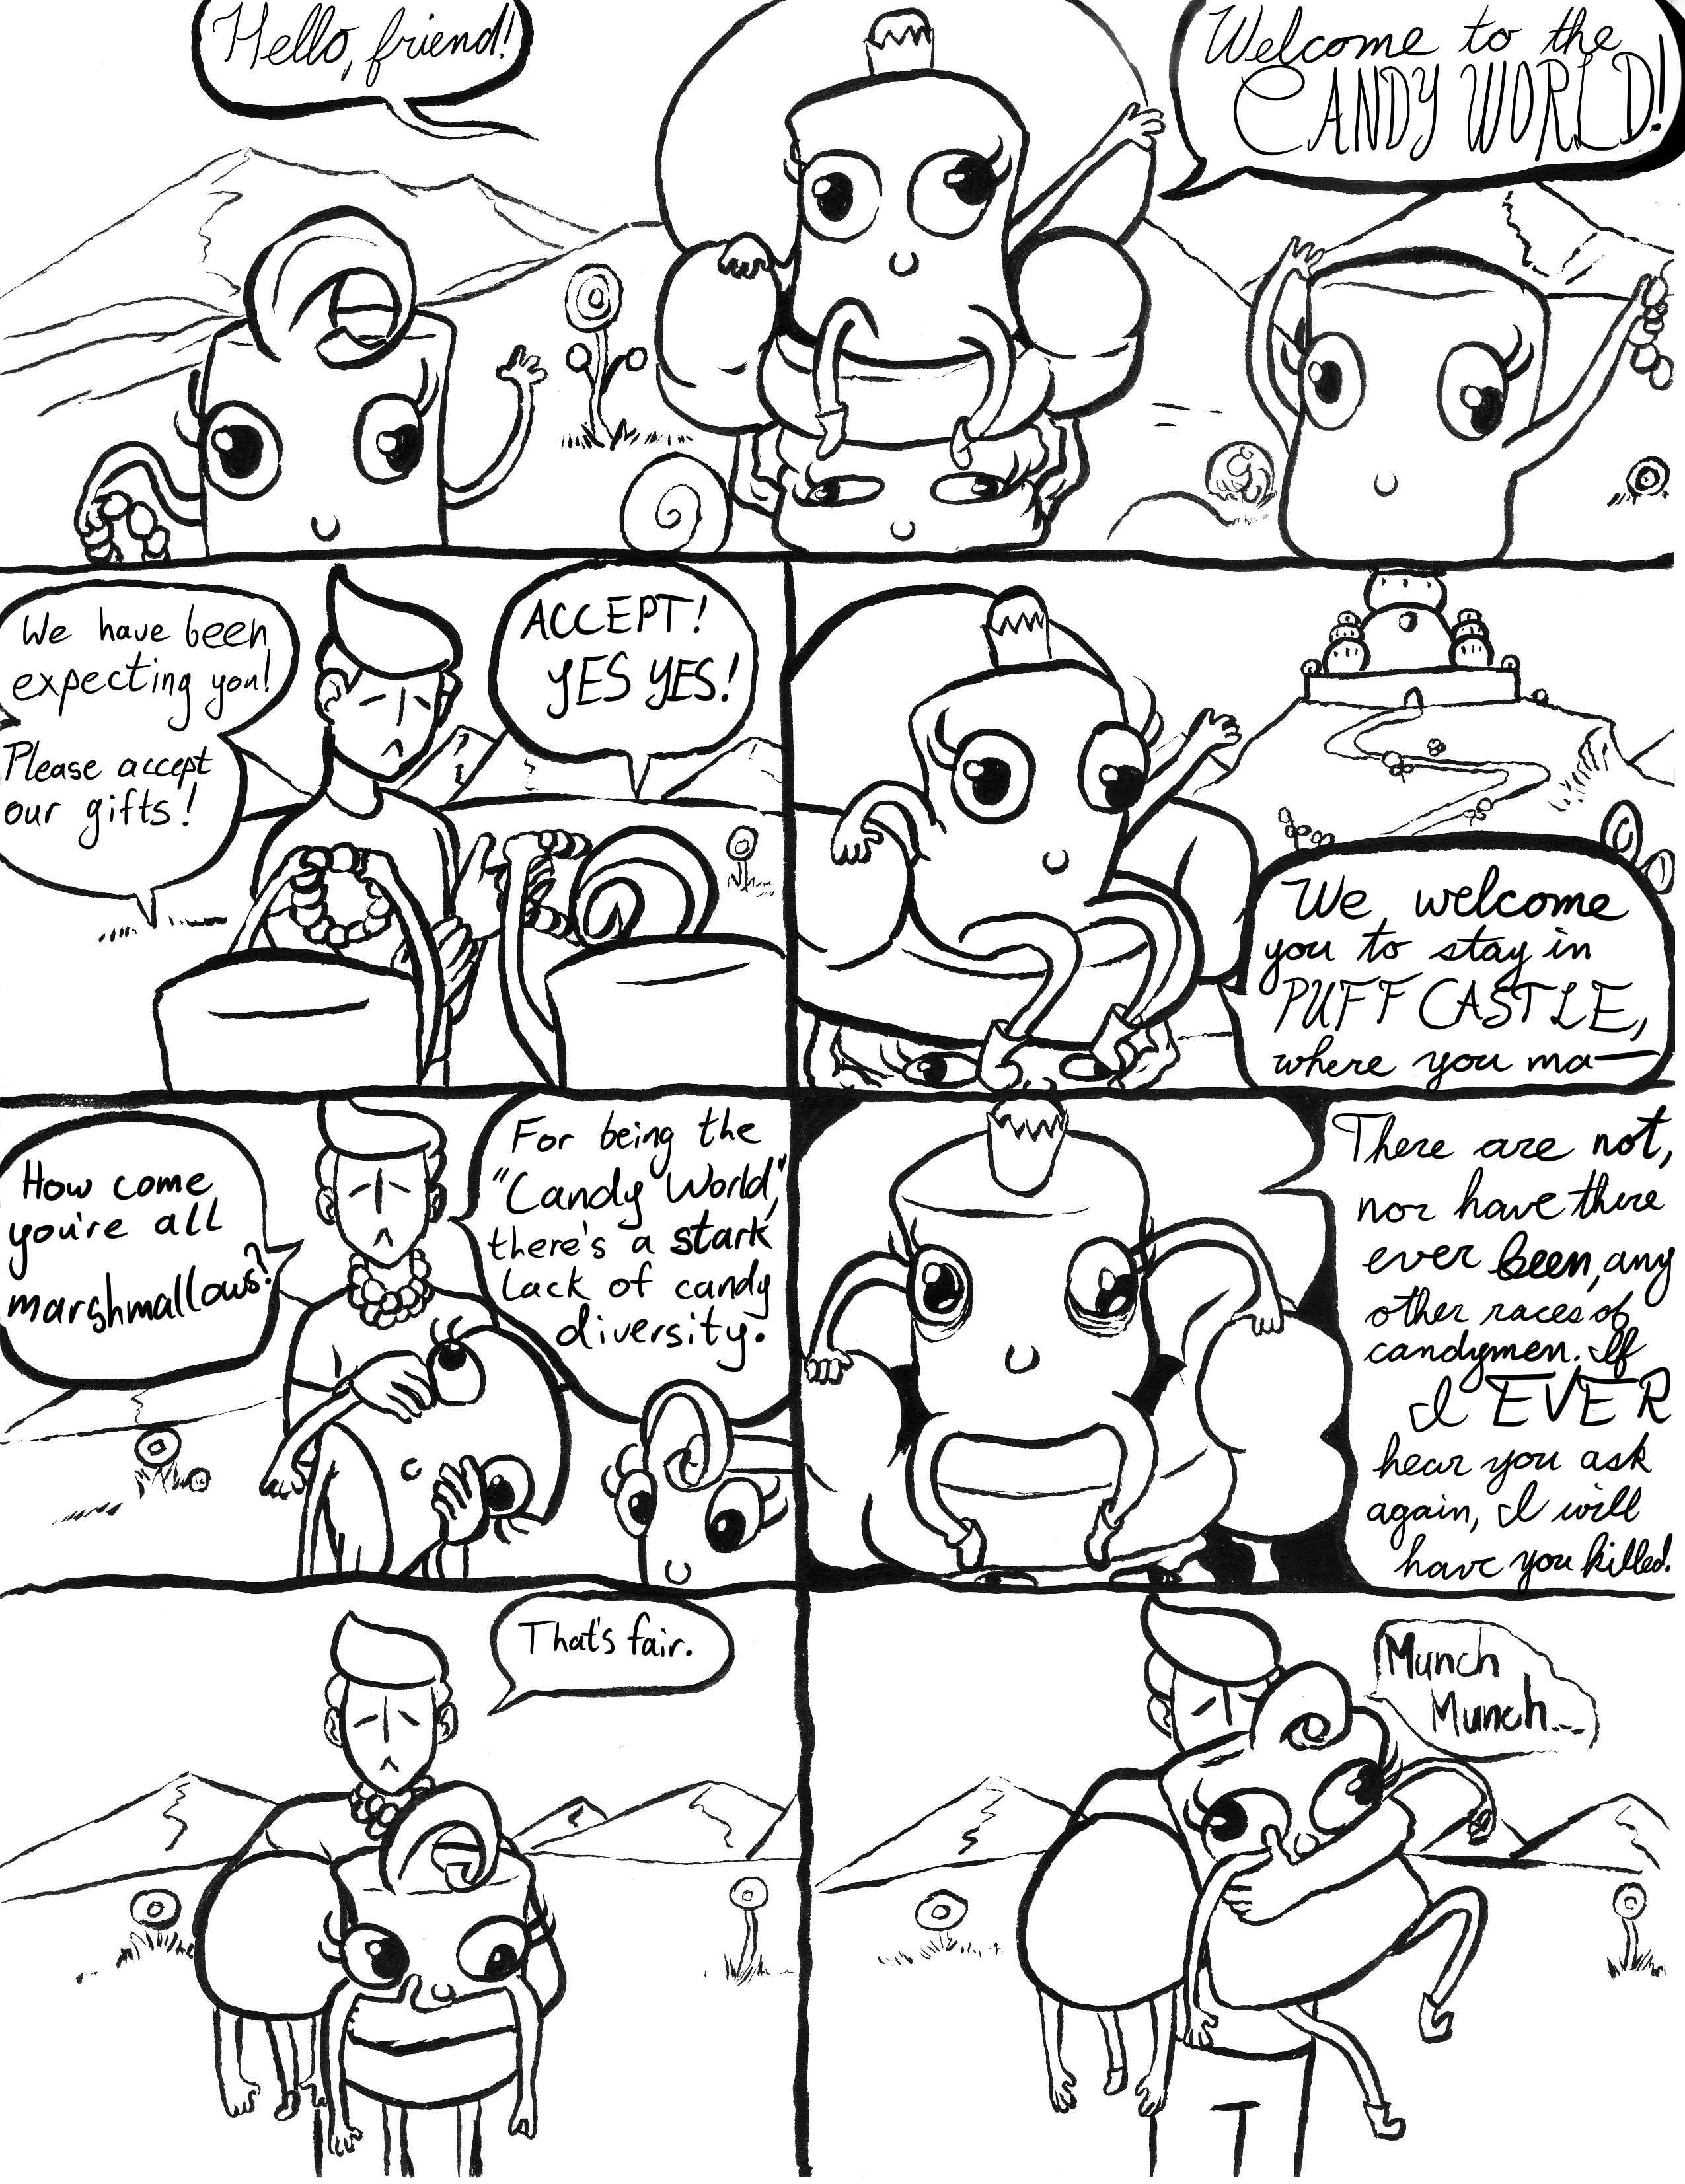 Hello, friend!
Welcome to the
CANDY WORLD!
We have been
expecting you!
Please accept
our gifts!
ACCEPT!
YES YES!
We welcome
you to stay in
PUFF CASTLE,
where you ma—
How come
you're all
marshmallows?
For being the
"Candy World,"
there's a stark
lack of candy
diversity.
There are not,
nor have there
ever been, any
other races of
candymen. If
I EVER
hear you ask
again, I will
have you killed.
That's fair.
Munch
Munch...